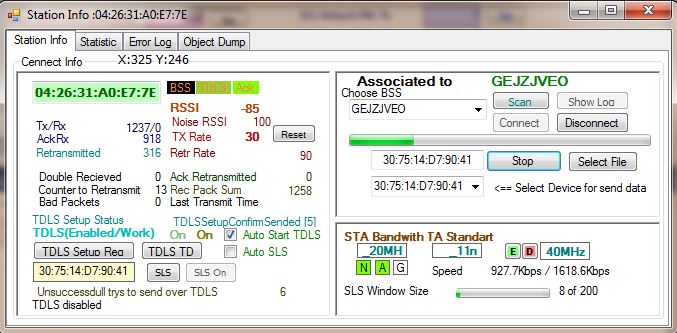 Station Info :04:26:31:A0:E7:7E
Station Info Statistic Error Log Object Dump
Cennect Info X:325 Y:246
04:26:31:A0:E7:7E BSS TDLS Ack
RSSI -85
Noise RSSI 100
Tx/Rx 1237/0 TX Rate 30 Reset
AckRx 918
Retransmitted 316 Retr Rate 90
Double Recieved 0 Ack Retransmitted 0
Counter to Retransmit 13 Rec Pack Sum 1258
Bad Packets 0 Last Transmit Time
TDLS Setup Status TDLSSetupConfirmSended [5]
TDLS(Enabled/Work) On On Auto Start TDLS
TDLS Setup Req TDLS TD Auto SLS
30:75:14:D7:90:41 SLS SLS On
Unsuccessdull trys to send over TDLS 6
TDLS disabled
Associated to GEJZJVEO
Choose BSS
GEJZJVEO Scan Show Log
Connect Disconnect
30:75:14:D7:90:41 Stop Select File
30:75:14:D7:90:41 <== Select Device for send data
STA Bandwith TA Standart
_20MH _11n E D 40MHz
N A G Speed 927.7Kbps / 1618.6Kbps
SLS Window Size 8 of 200